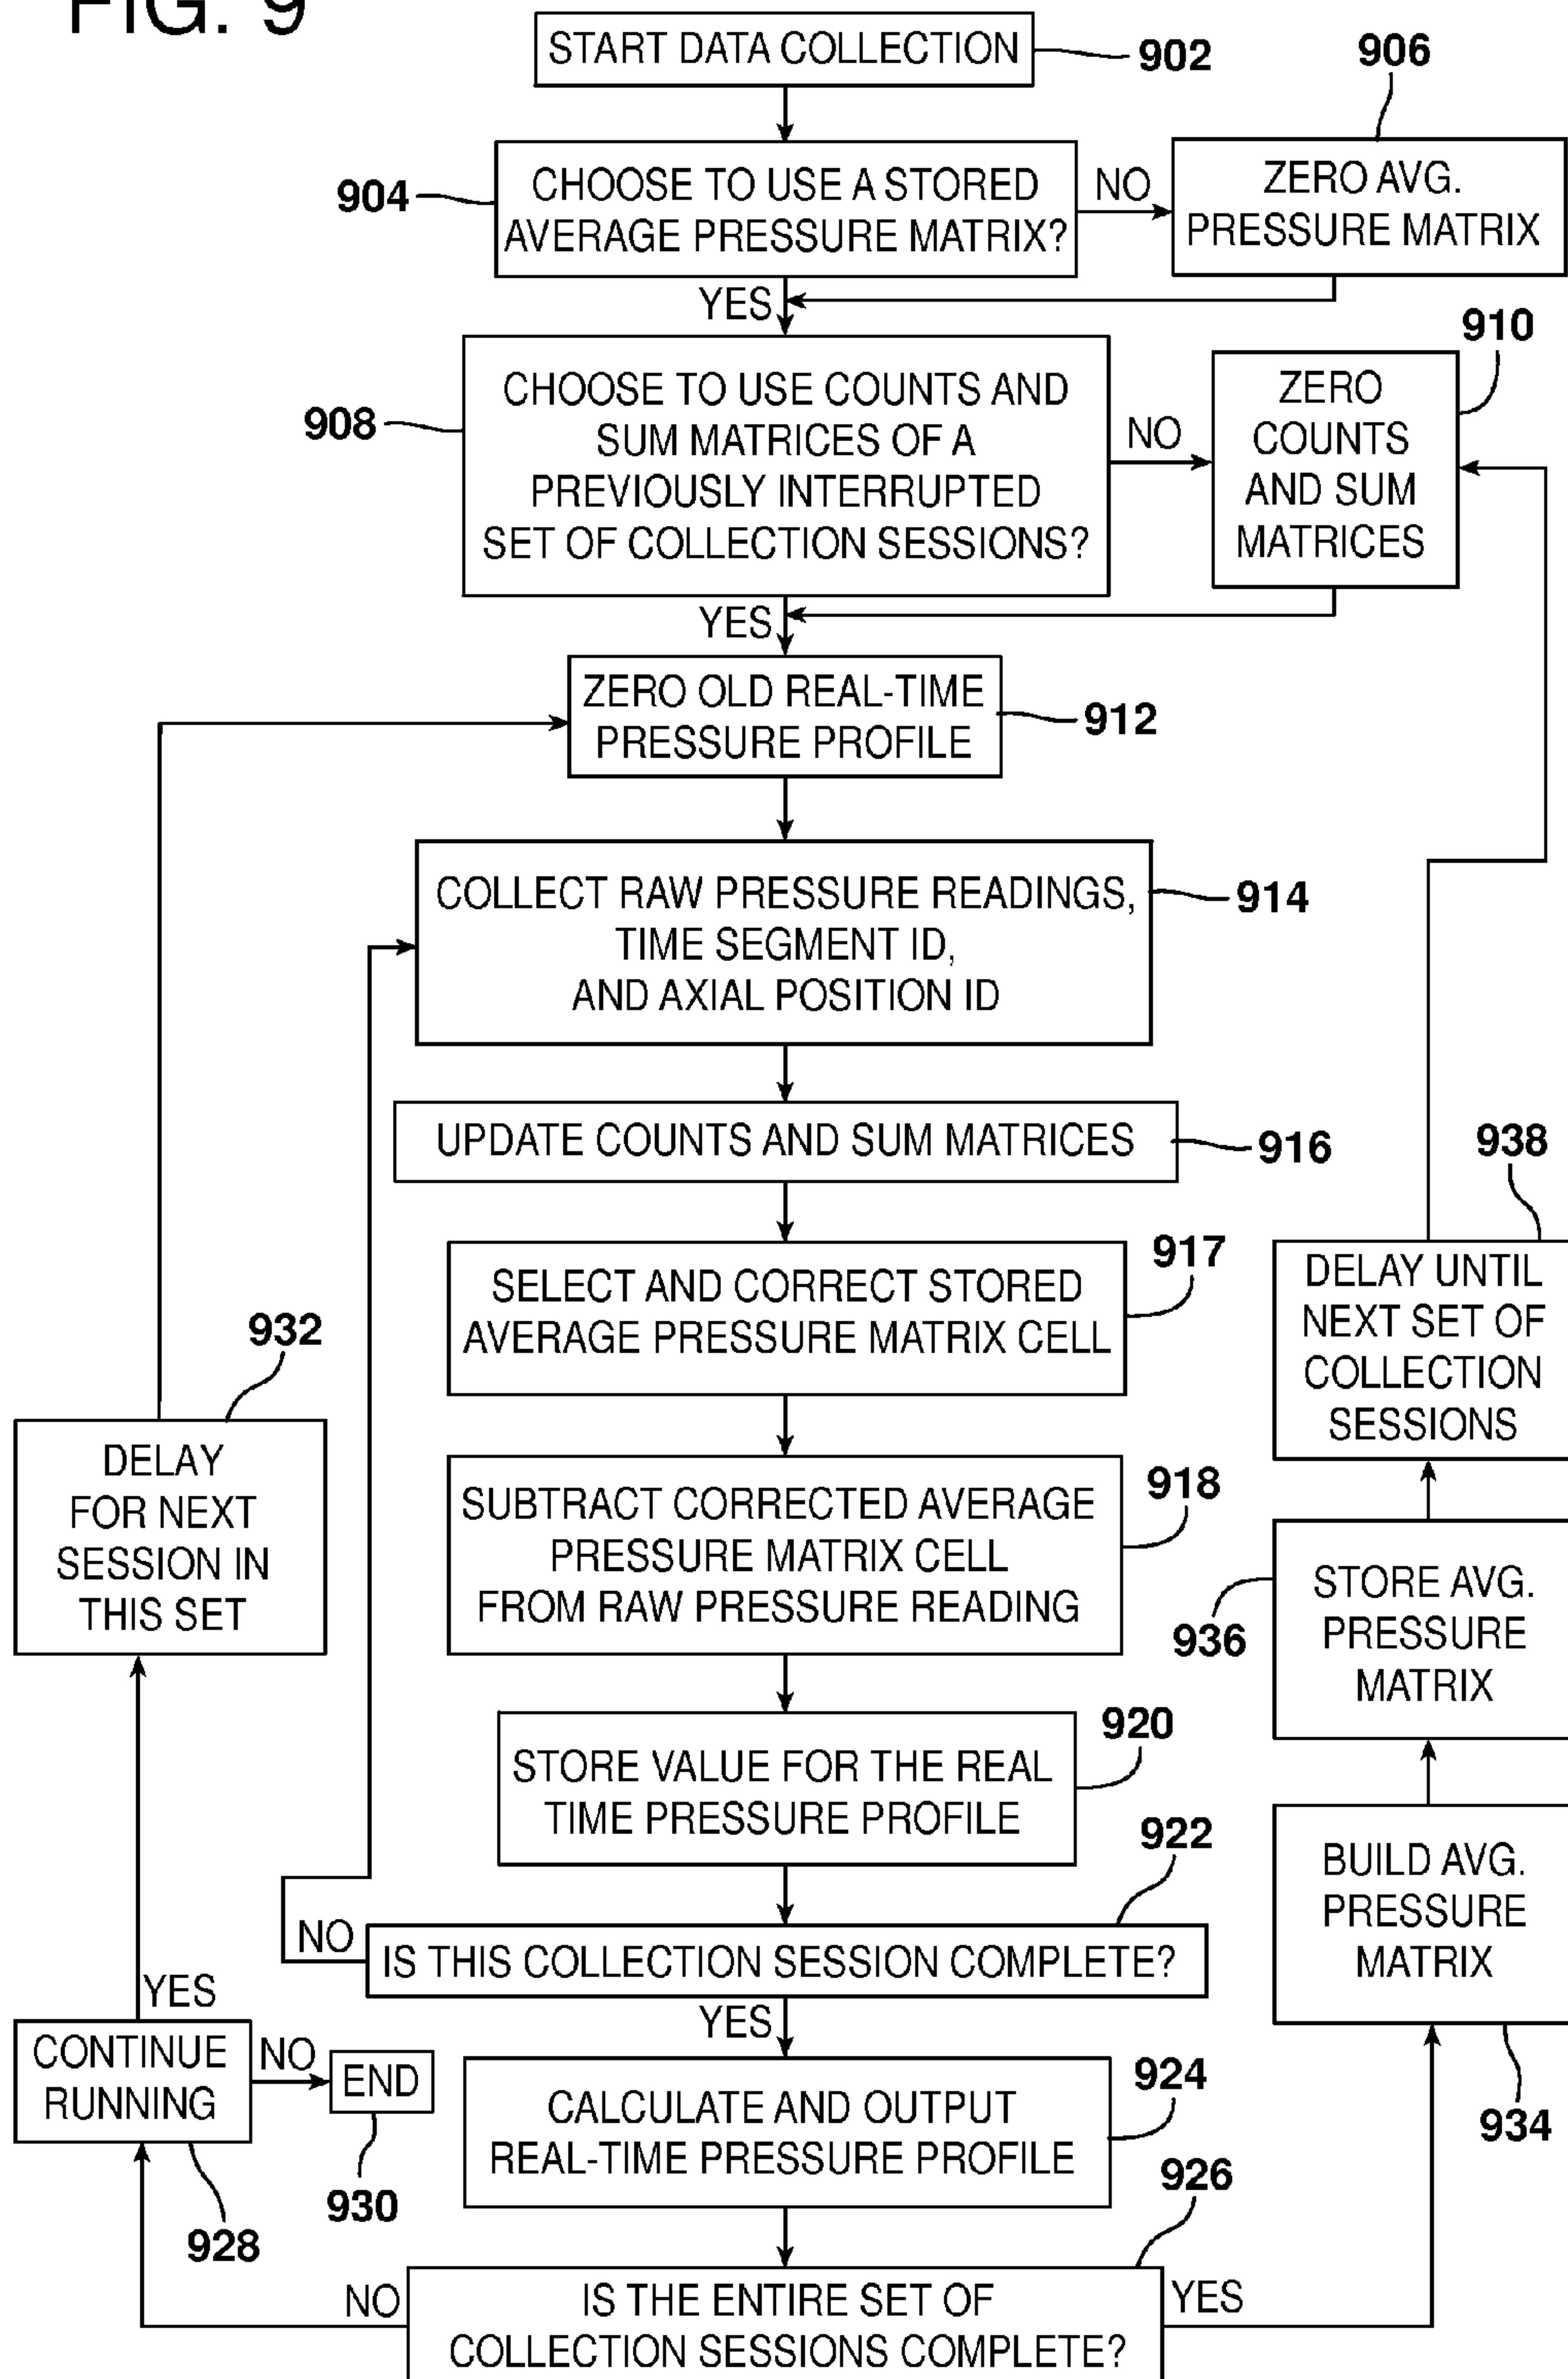 FIG. 9
START DATA COLLECTION
902
906
904
CHOOSE TO USE A STORED
AVERAGE PRESSURE MATRIX?
NO
ZERO AVG.
PRESSURE MATRIX
YES
910
908
CHOOSE TO USE COUNTS AND
SUM MATRICES OF A
PREVIOUSLY INTERRUPTED
SET OF COLLECTION SESSIONS?
NO
ZERO
COUNTS
AND SUM
MATRICES
YES
ZERO OLD REAL-TIME
PRESSURE PROFILE
912
COLLECT RAW PRESSURE READINGS,
TIME SEGMENT ID,
AND AXIAL POSITION ID
914
UPDATE COUNTS AND SUM MATRICES
916
938
917
SELECT AND CORRECT STORED
AVERAGE PRESSURE MATRIX CELL
DELAY UNTIL
NEXT SET OF
COLLECTION
SESSIONS
932
DELAY
FOR NEXT
SESSION IN
THIS SET
918
SUBTRACT CORRECTED AVERAGE
PRESSURE MATRIX CELL
FROM RAW PRESSURE READING
936
STORE AVG.
PRESSURE
MATRIX
920
STORE VALUE FOR THE REAL
TIME PRESSURE PROFILE
922
BUILD AVG.
PRESSURE
MATRIX
NO
IS THIS COLLECTION SESSION COMPLETE?
YES
YES
CONTINUE
RUNNING
NO
END
924
CALCULATE AND OUTPUT
REAL-TIME PRESSURE PROFILE
934
926
930
928
NO
IS THE ENTIRE SET OF
COLLECTION SESSIONS COMPLETE?
YES